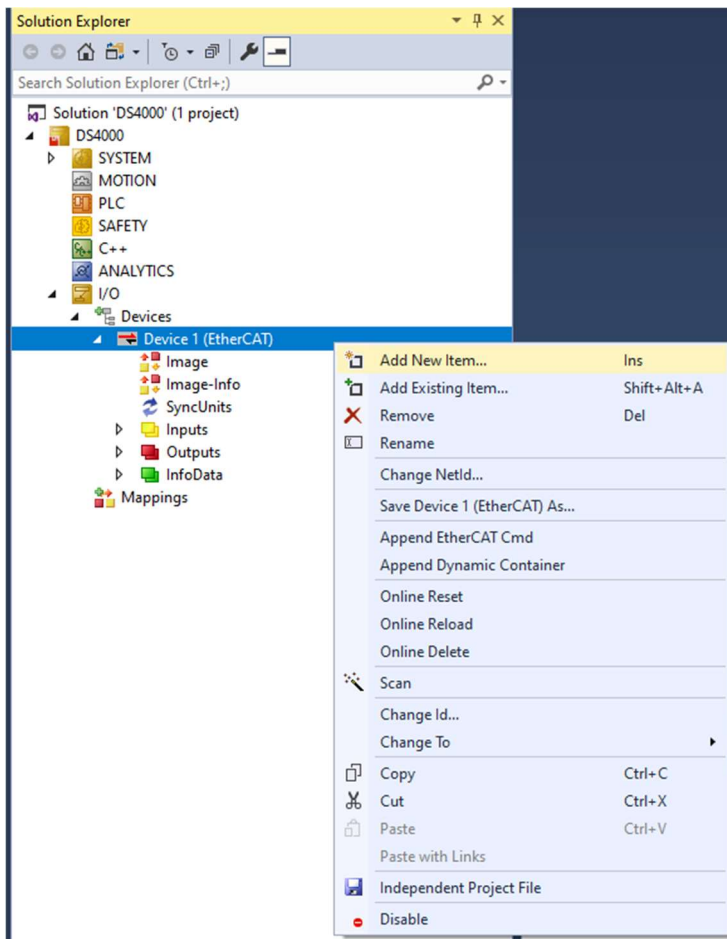 Solution Explorer
Search Solution Explorer (Ctrl+;)
Solution 'DS4000' (1 project)
DS4000
SYSTEM
MOTION
PLC
SAFETY
C++
ANALYTICS
I/O
Devices
Device 1 (EtherCAT)
Image
Image-Info
SyncUnits
Inputs
Outputs
InfoData
Mappings
Add New Item... Ins
Add Existing Item... Shift+Alt+A
Remove Del
Rename
Change NetId...
Save Device 1 (EtherCAT) As...
Append EtherCAT Cmd
Append Dynamic Container
Online Reset
Online Reload
Online Delete
Scan
Change Id...
Change To
Copy Ctrl+C
Cut Ctrl+X
Paste Ctrl+V
Paste with Links
Independent Project File
Disable